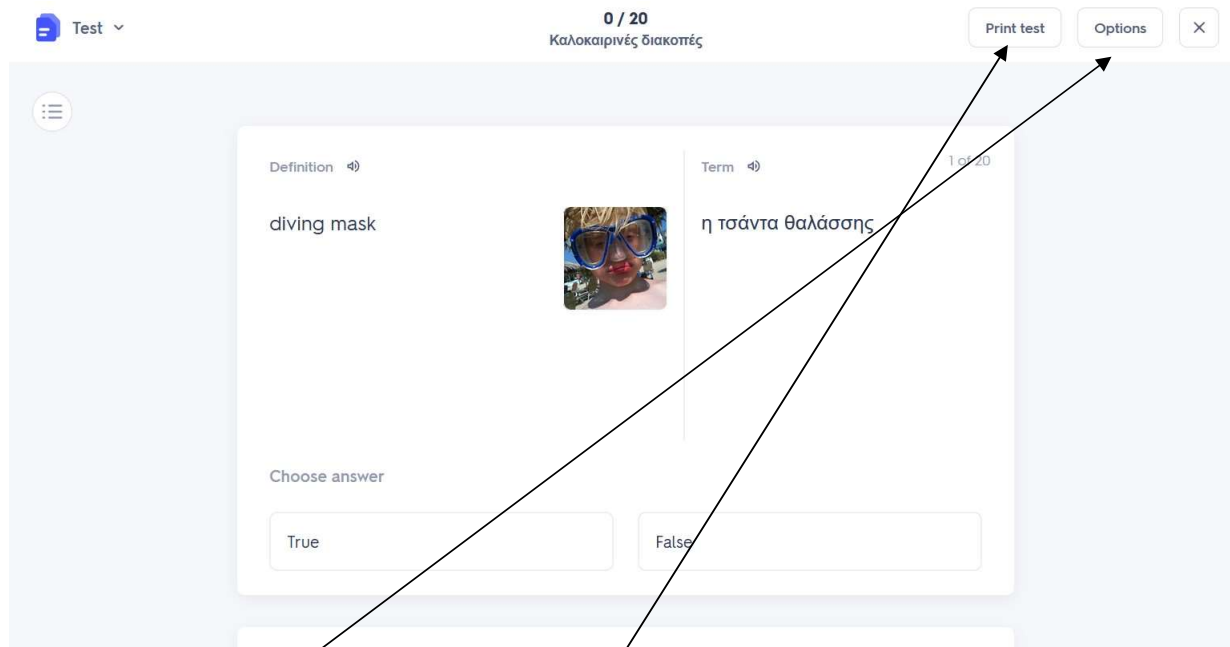 Test
0 / 20
Καλοκαιρινές διακοπές
Print test
Options
Definition
Term
1 of 20
diving mask
η τσάντα θαλάσσης
Choose answer
True
False